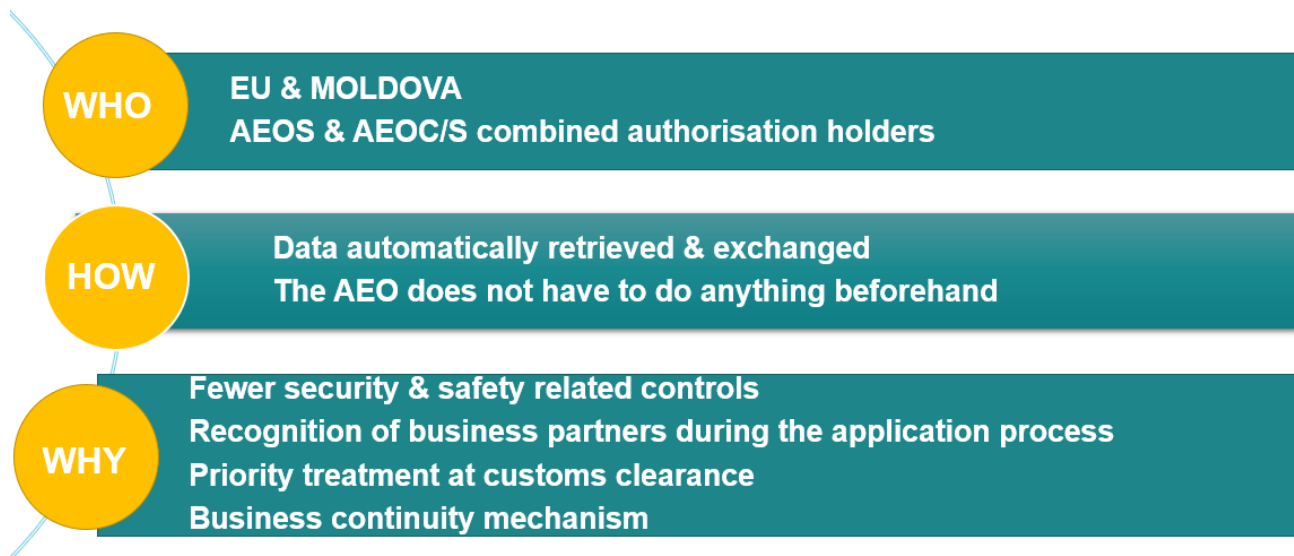 WHO
EU & MOLDOVA
AEOS & AEOC/S combined authorisation holders
HOW
Data automatically retrieved & exchanged
The AEO does not have to do anything beforehand
WHY
Fewer security & safety related controls
Recognition of business partners during the application process
Priority treatment at customs clearance
Business continuity mechanism